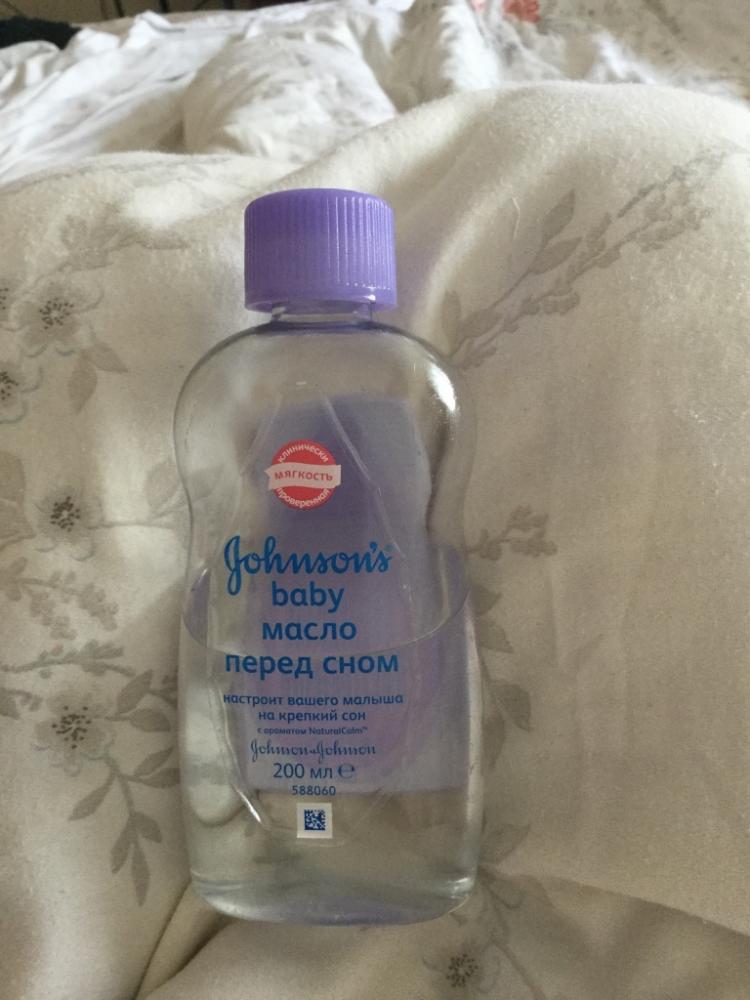 клинически
мягкость
проверенная
Johnson's
baby
масло
перед сном
настроит вашего малыша
на крепкий сон
с ароматом NaturalCalm™
Johnson & Johnson
200 мл ℮
588060